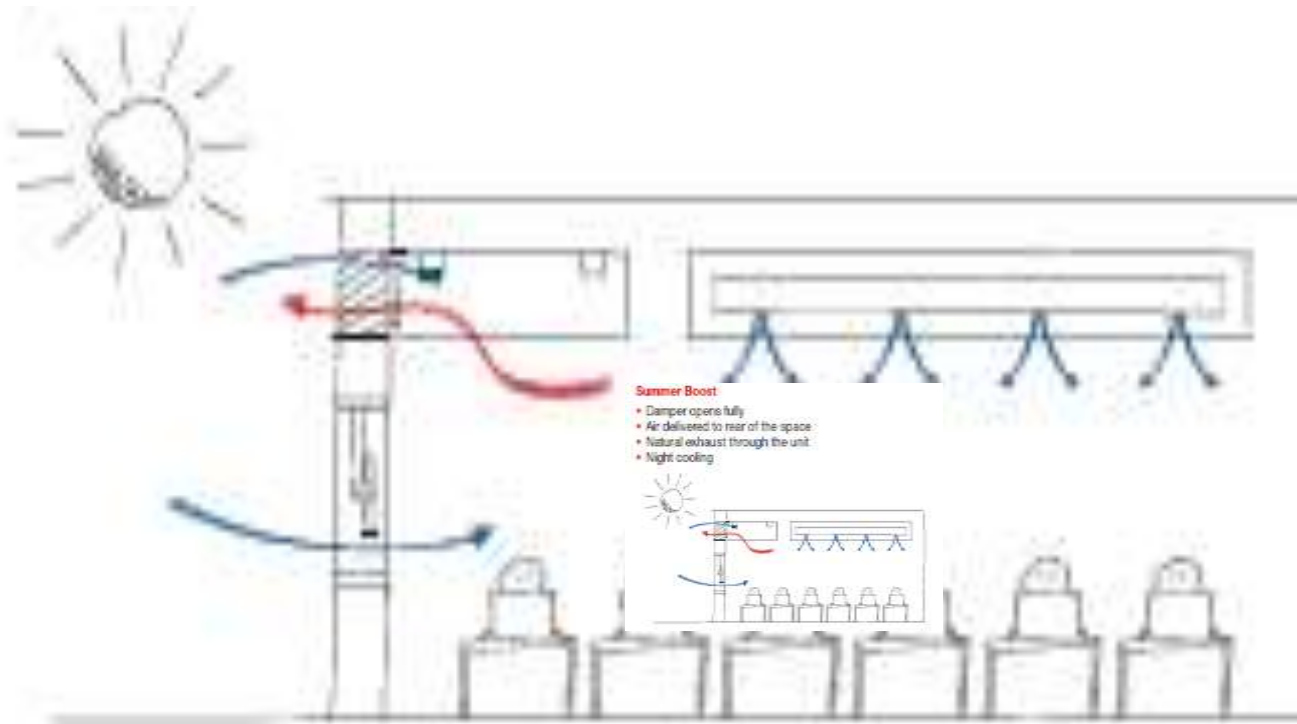 Summer Boost
• Damper opens fully
• Air delivered to rear of the space
• Natural exhaust through the unit
• Night cooling